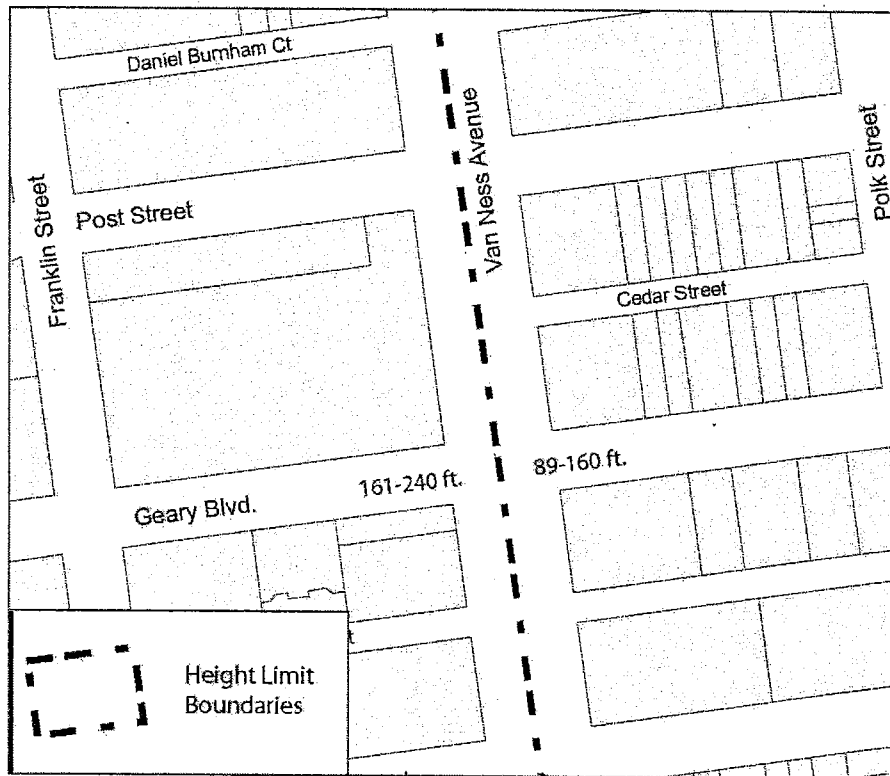 Daniel Burnham Ct
Van Ness Avenue
Polk Street
Franklin Street
Post Street
Cedar Street
161-240 ft.
89-160 ft.
Geary Blvd.
t
Height Limit
Boundaries